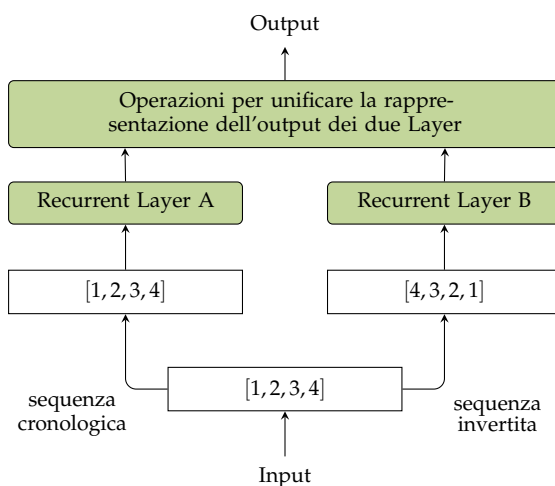 Output
Operazioni per unificare la rappre-
sentazione dell'output dei due Layer
Recurrent Layer A
Recurrent Layer B
[1, 2, 3, 4]
[4, 3, 2, 1]
[1, 2, 3, 4]
sequenza
cronologica
sequenza
invertita
Input